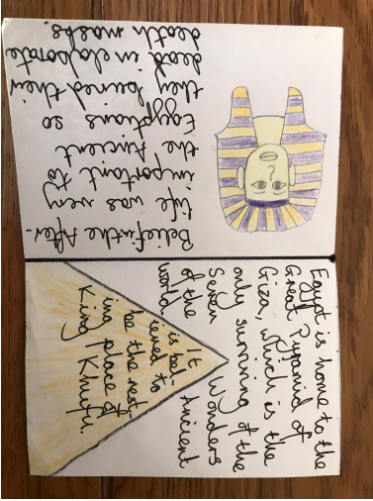 Belief in the After-
life was very
important to
the Ancient
Egyptians so
they buried their
dead in elaborate
death masks.
Egypt is home to the
Great Pyramid of
Giza, which is the
only surviving of the
Seven Wonders
of the Ancient
world. It
is bel-
ieved to
be the rest-
ing place of
King Khufu.